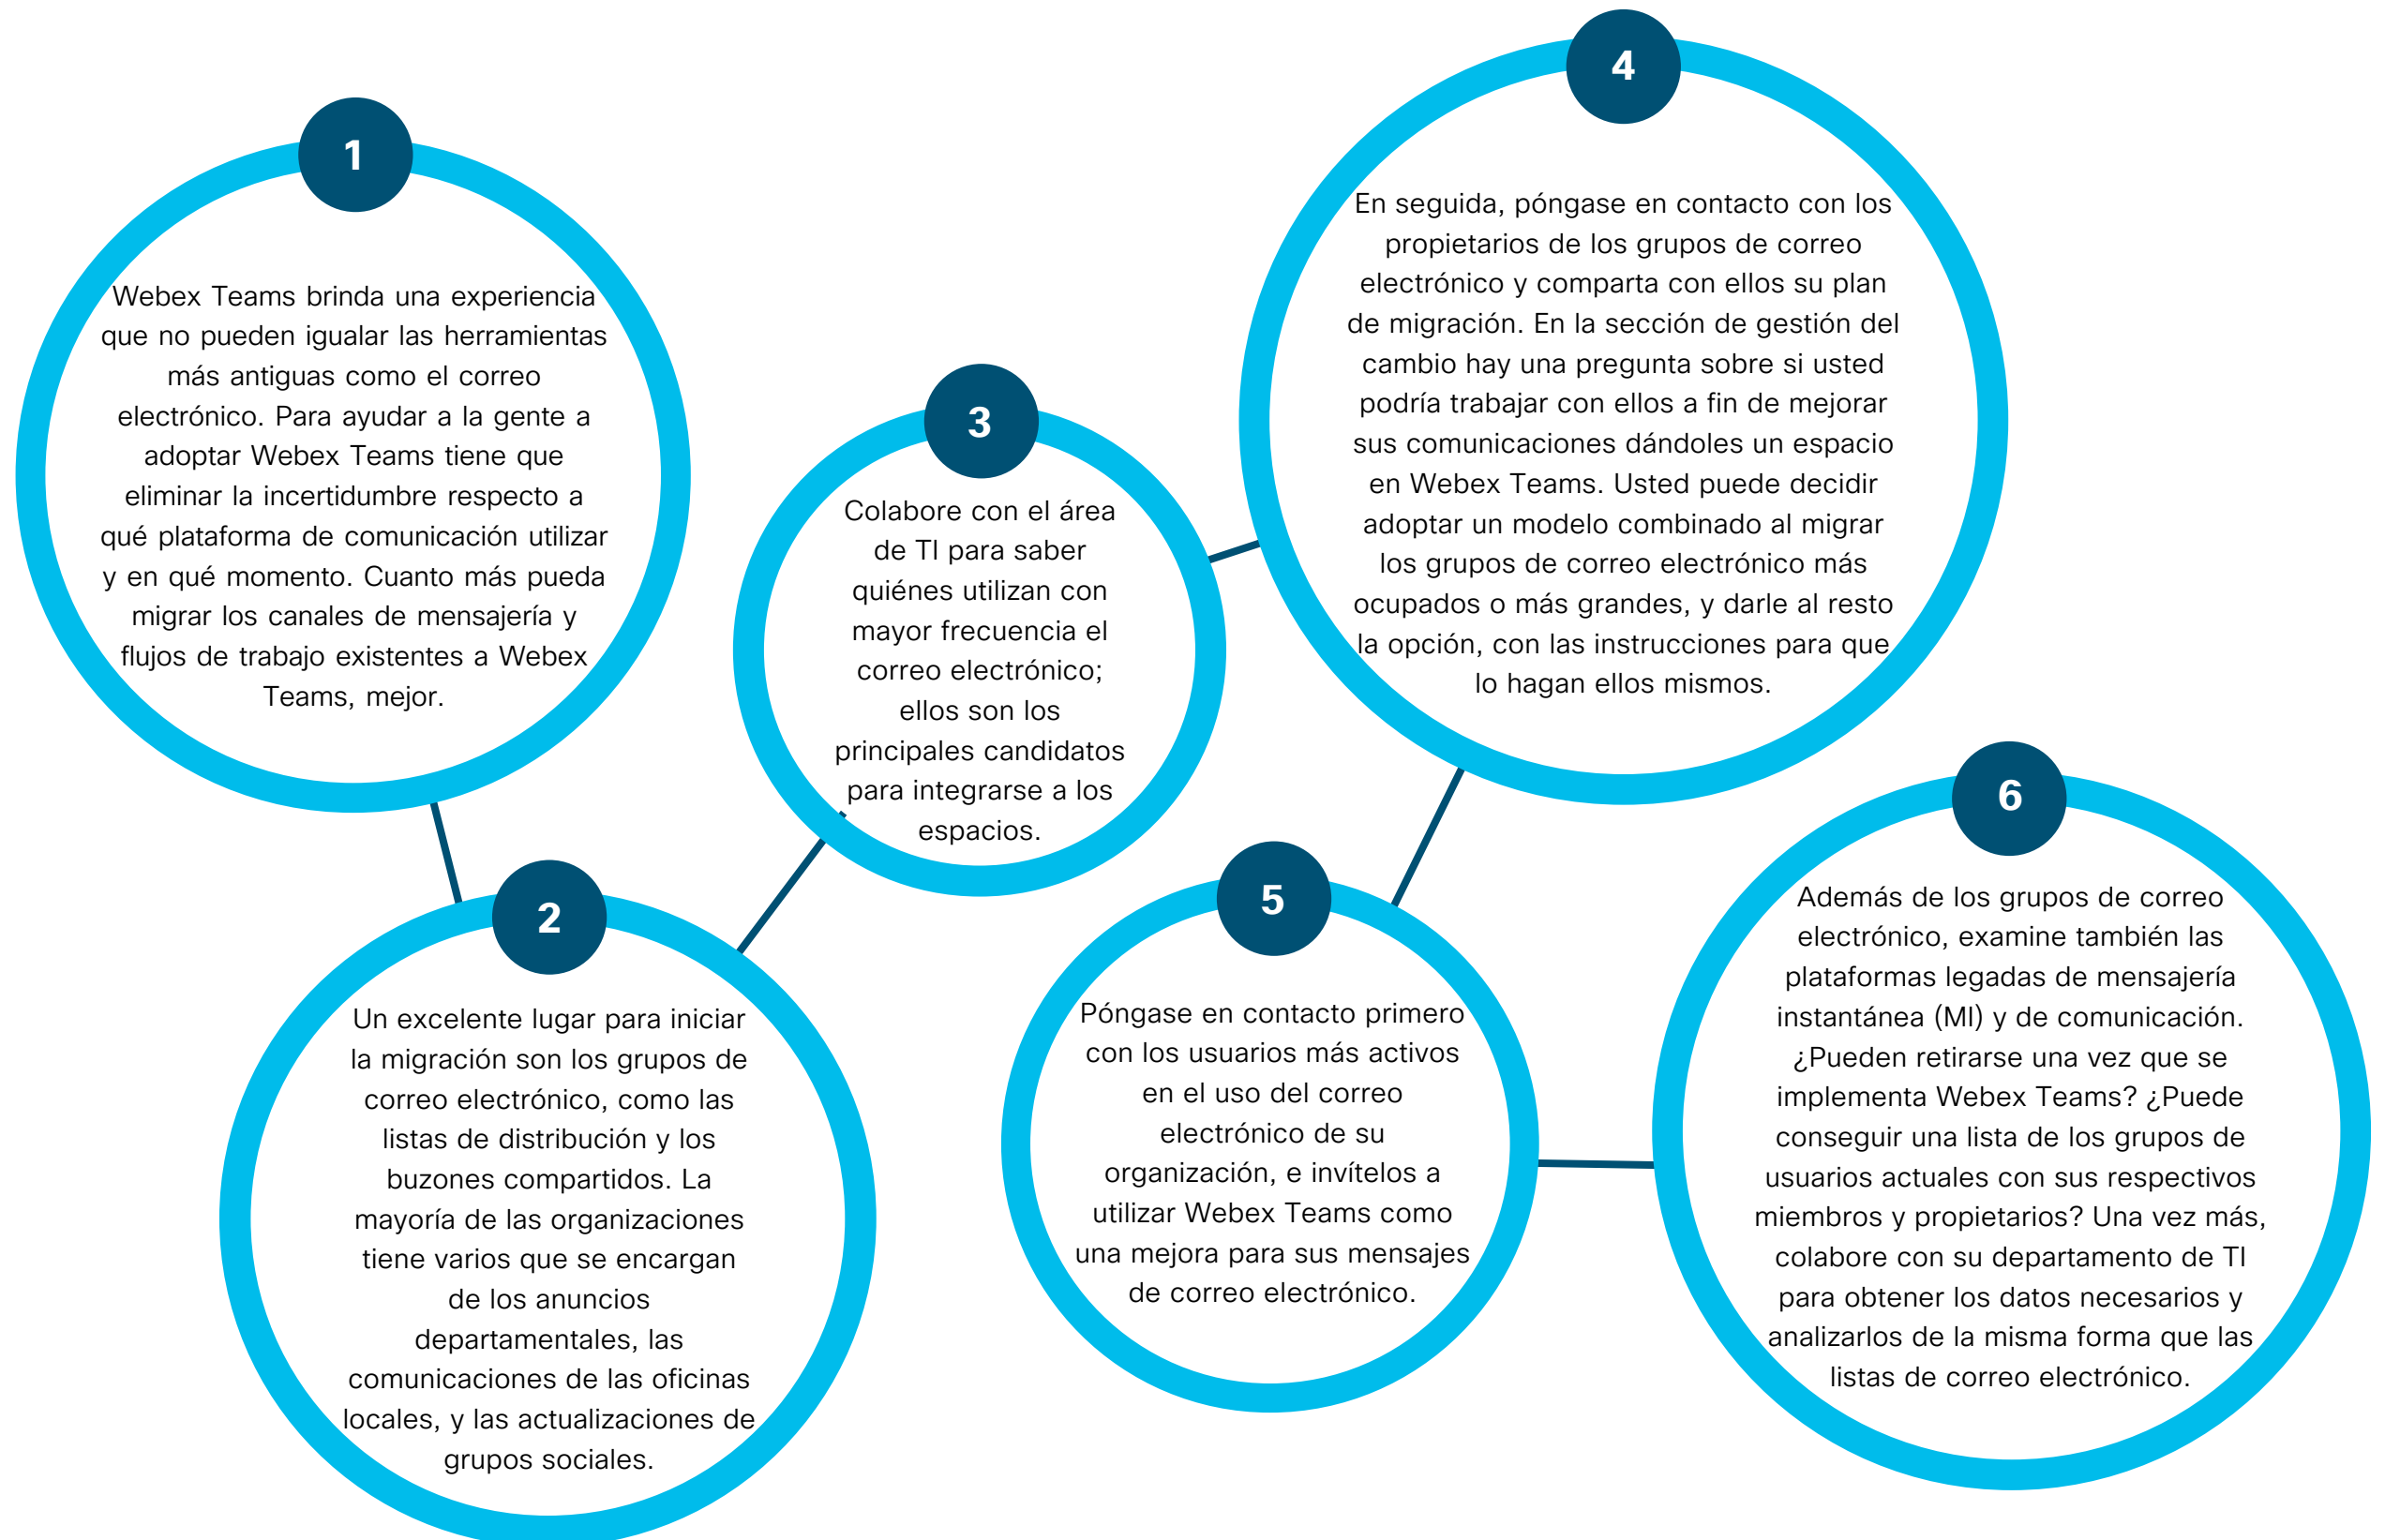 1
Webex Teams brinda una experiencia
que no pueden igualar las herramientas
más antiguas como el correo
electrónico. Para ayudar a la gente a
adoptar Webex Teams tiene que
eliminar la incertidumbre respecto a
qué plataforma de comunicación utilizar
y en qué momento. Cuanto más pueda
migrar los canales de mensajería y
flujos de trabajo existentes a Webex
Teams, mejor.
2
Un excelente lugar para iniciar
la migración son los grupos de
correo electrónico, como las
listas de distribución y los
buzones compartidos. La
mayoría de las organizaciones
tiene varios que se encargan
de los anuncios
departamentales, las
comunicaciones de las oficinas
locales, y las actualizaciones de
grupos sociales.
3
Colabore con el área
de TI para saber
quiénes utilizan con
mayor frecuencia el
correo electrónico;
ellos son los
principales candidatos
para integrarse a los
espacios.
4
En seguida, póngase en contacto con los
propietarios de los grupos de correo
electrónico y comparta con ellos su plan
de migración. En la sección de gestión del
cambio hay una pregunta sobre si usted
podría trabajar con ellos a fin de mejorar
sus comunicaciones dándoles un espacio
en Webex Teams. Usted puede decidir
adoptar un modelo combinado al migrar
los grupos de correo electrónico más
ocupados o más grandes, y darle al resto
la opción, con las instrucciones para que
lo hagan ellos mismos.
5
Póngase en contacto primero
con los usuarios más activos
en el uso del correo
electrónico de su
organización, e invítelos a
utilizar Webex Teams como
una mejora para sus mensajes
de correo electrónico.
6
Además de los grupos de correo
electrónico, examine también las
plataformas legadas de mensajería
instantánea (MI) y de comunicación.
¿Pueden retirarse una vez que se
implementa Webex Teams? ¿Puede
conseguir una lista de los grupos de
usuarios actuales con sus respectivos
miembros y propietarios? Una vez más,
colabore con su departamento de TI
para obtener los datos necesarios y
analizarlos de la misma forma que las
listas de correo electrónico.